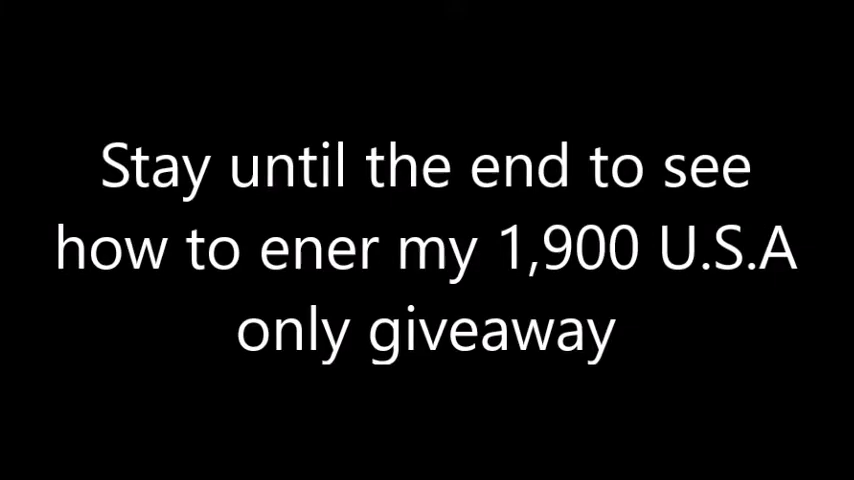 Stay until the end to see
how to ener my 1,900 U.S.A
only giveaway